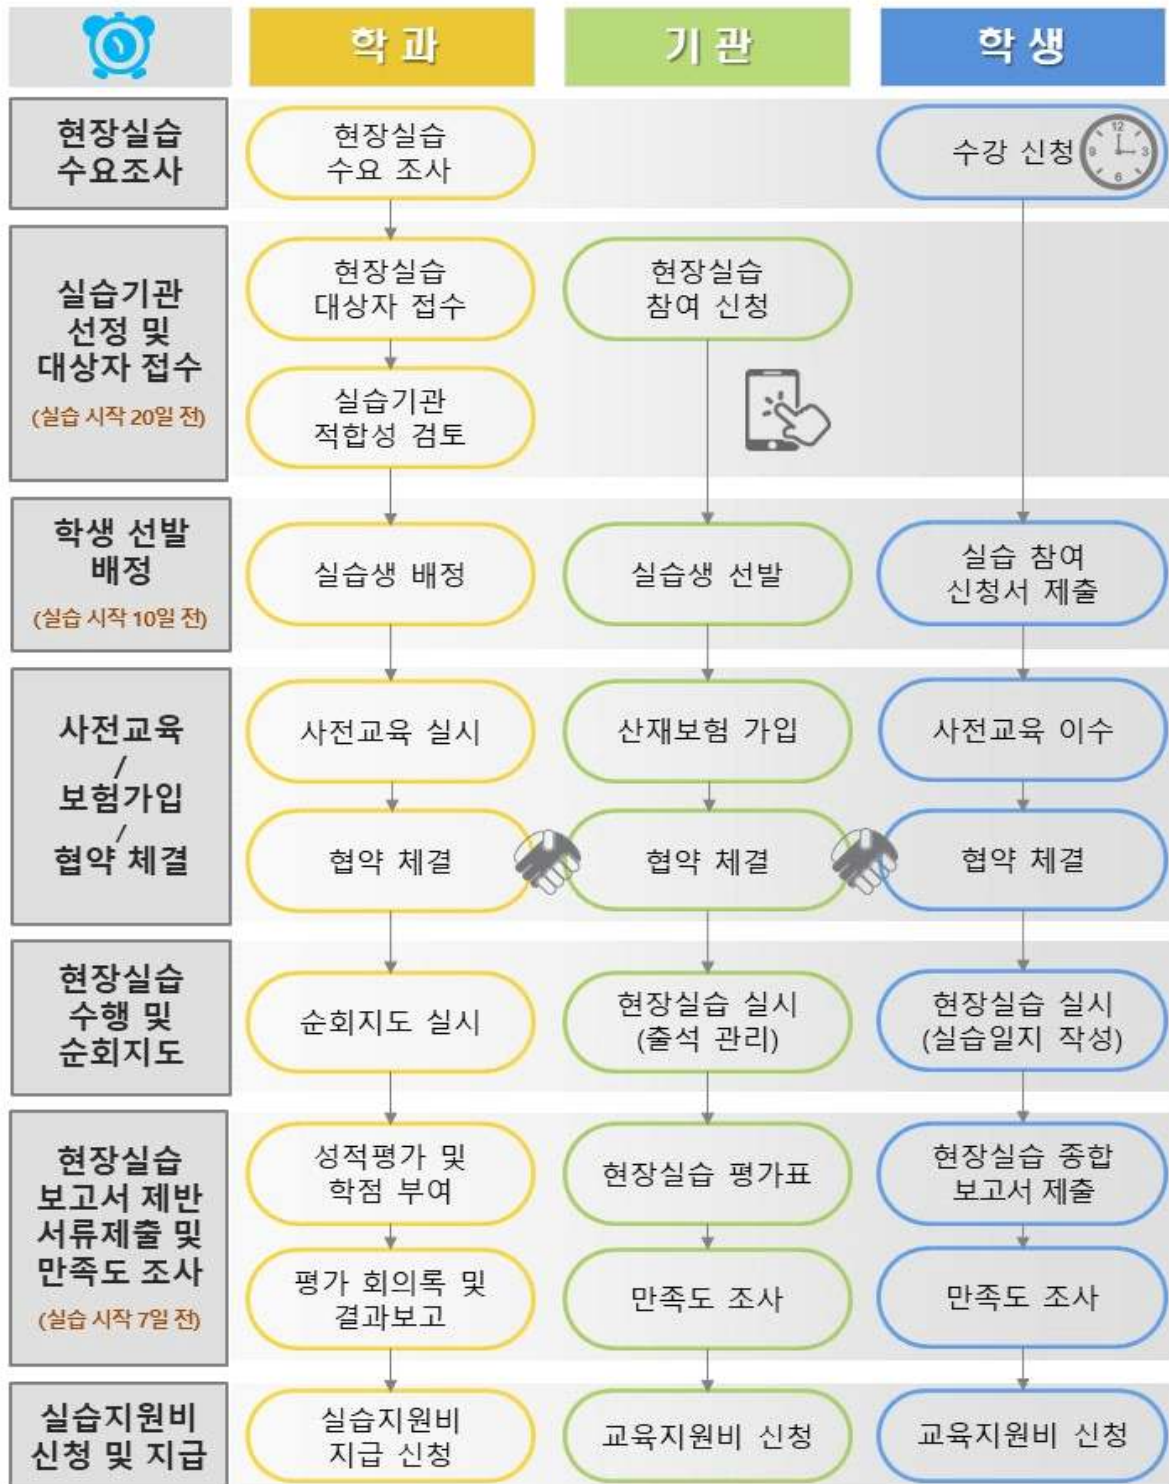 학과
기관
학생
현장실습
수요조사
현장실습
수요 조사
수강 신청
12
3
6
9
실습기관
선정 및
대상자 접수
(실습 시작 20일 전)
현장실습
대상자 접수
실습기관
적합성 검토
현장실습
참여 신청
학생 선발
배정
(실습 시작 10일 전)
실습생 배정
실습생 선발
실습 참여
신청서 제출
사전교육
/
보험가입
/
협약 체결
사전교육 실시
산재보험 가입
사전교육 이수
협약 체결
협약 체결
협약 체결
현장실습
수행 및
순회지도
순회지도 실시
현장실습 실시
(출석 관리)
현장실습 실시
(실습일지 작성)
현장실습
보고서 제반
서류제출 및
만족도 조사
(실습 시작 7일 전)
성적평가 및
학점 부여
현장실습 평가표
현장실습 종합
보고서 제출
평가 회의록 및
결과보고
만족도 조사
만족도 조사
실습지원비
신청 및 지급
실습지원비
지급 신청
교육지원비 신청
교육지원비 신청